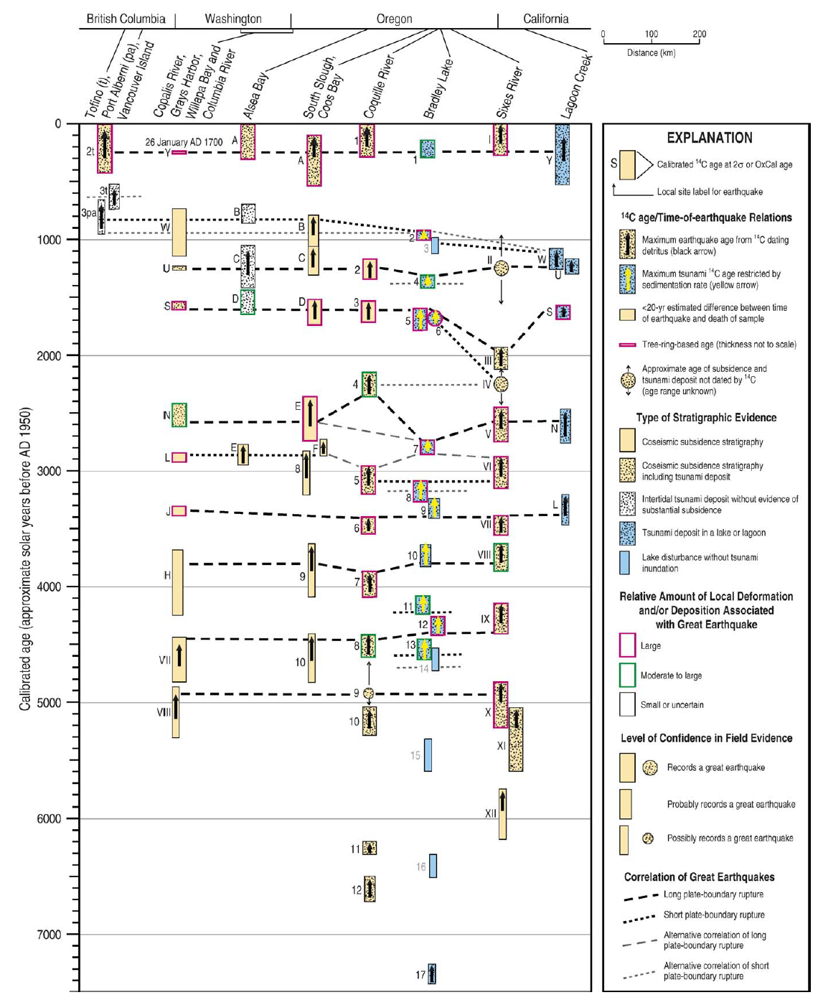 British Columbia
Washington
Oregon
California
Tofino (t),
Port Alberni (pa),
Vancouver Island
Copalis River,
Grays Harbor,
Willapa Bay and
Columbia River
Alsea Bay
South Slough,
Coos Bay
Coquille River
Bradley Lake
Sixes River
Lagoon Creek
0 100 200
Distance (km)
Calibrated age (approximate solar years before AD 1950)
0
1000
2000
3000
4000
5000
6000
7000
26 January AD 1700
2t
3t
3pa
Y
W
U
S
N
L
J
H
VII
VIII
A
B
C
D
E
A
B
C
D
E
F
8
9
10
1
2
3
4
5
6
7
8
9
10
11
12
1
2
3
4
5
6
7
8
9
10
11
12
13
14
15
16
17
I
II
III
IV
V
VI
VII
VIII
IX
X
XI
XII
Y
W
U
S
N
L
EXPLANATION
S
Calibrated 14C age at 2σ or OxCal age
Local site label for earthquake
14C age/Time-of-earthquake Relations
Maximum earthquake age from 14C dating
detritus (black arrow)
Maximum tsunami 14C age restricted by
sedimentation rate (yellow arrow)
<20-yr estimated difference between time
of earthquake and death of sample
Tree-ring-based age (thickness not to scale)
Approximate age of subsidence and
tsunami deposit not dated by 14C
(age range unknown)
Type of Stratigraphic Evidence
Coseismic subsidence stratigraphy
Coseismic subsidence stratigraphy
including tsunami deposit
Intertidal tsunami deposit without evidence of
substantial subsidence
Tsunami deposit in a lake or lagoon
Lake disturbance without tsunami
inundation
Relative Amount of Local Deformation
and/or Deposition Associated
with Great Earthquake
Large
Moderate to large
Small or uncertain
Level of Confidence in Field Evidence
Records a great earthquake
Probably records a great earthquake
Possibly records a great earthquake
Correlation of Great Earthquakes
Long plate-boundary rupture
Short plate-boundary rupture
Alternative correlation of long
plate-boundary rupture
Alternative correlation of short
plate-boundary rupture